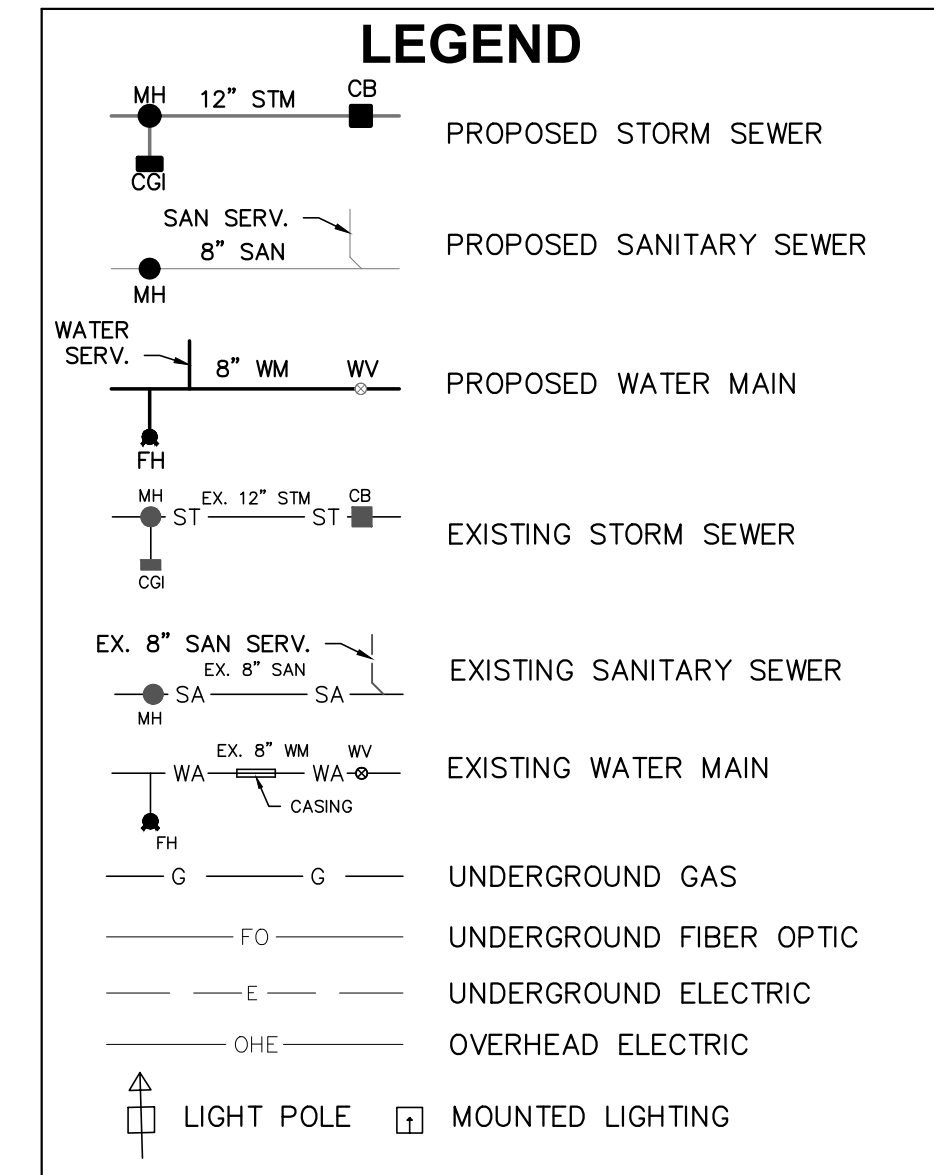 LEGEND
MH 12” STM CB
CGI
PROPOSED STORM SEWER
SAN SERV.
8” SAN
MH
PROPOSED SANITARY SEWER
WATER
SERV.
8” WM WV
FH
PROPOSED WATER MAIN
MH EX. 12” STM CB
ST ST
CGI
EXISTING STORM SEWER
EX. 8” SAN SERV.
EX. 8” SAN
SA SA
MH
EXISTING SANITARY SEWER
EX. 8” WM WV
WA WA
CASING
FH
EXISTING WATER MAIN
G G UNDERGROUND GAS
FO UNDERGROUND FIBER OPTIC
E UNDERGROUND ELECTRIC
OHE OVERHEAD ELECTRIC
LIGHT POLE MOUNTED LIGHTING